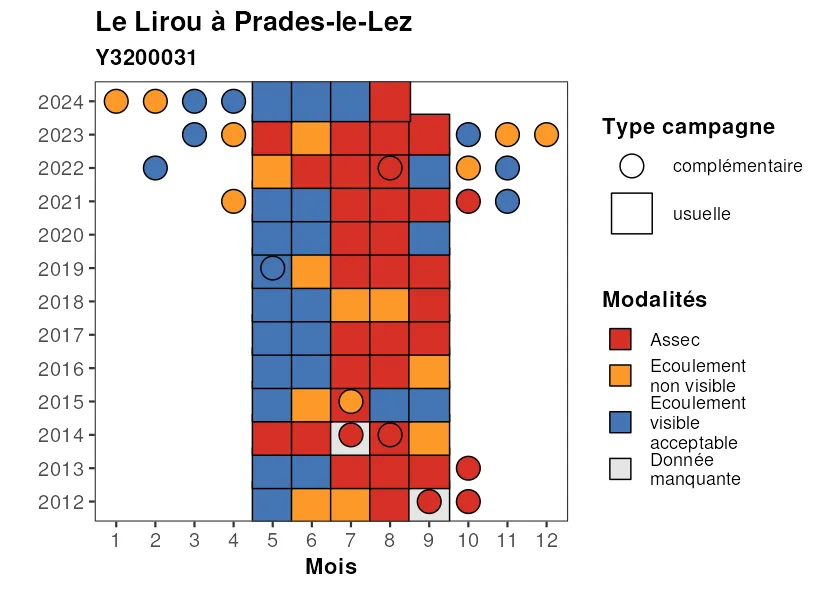 Le Lirou à Prades-le-Lez
Y3200031
2024
2023
2022
2021
2020
2019
2018
2017
2016
2015
2014
2013
2012
1 2 3 4 5 6 7 8 9 10 11 12
Mois
Type campagne
complémentaire
usuelle
Modalités
Assec
Ecoulement
non visible
Ecoulement
visible
acceptable
Donnée
manquante